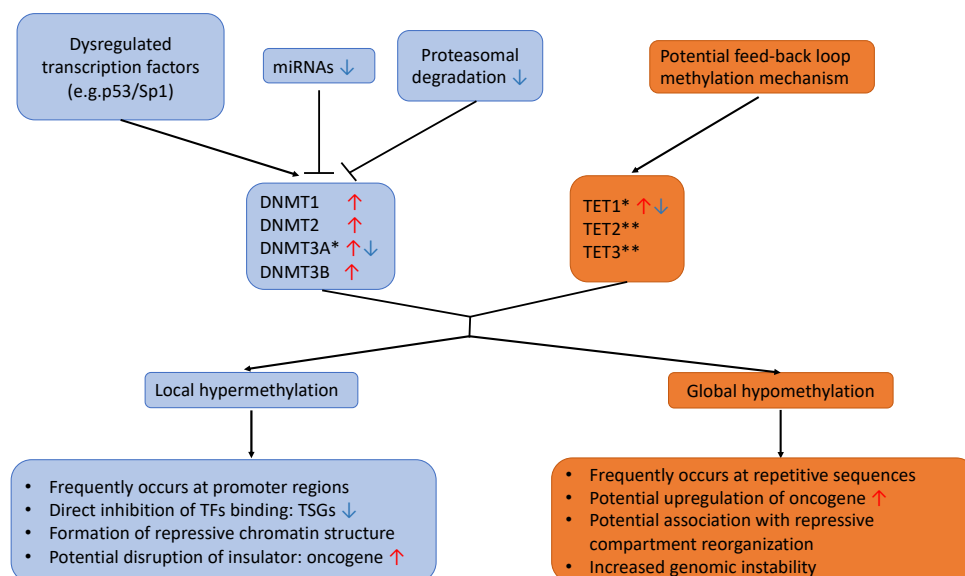 Dysregulated
transcription factors
(e.g.p53/Sp1)
miRNAs ↓
Proteasomal
degradation ↓
Potential feed-back loop
methylation mechanism
DNMT1 ↑
DNMT2 ↑
DNMT3A* ↑↓
DNMT3B ↑
TET1* ↑↓
TET2**
TET3**
Local hypermethylation
Global hypomethylation
• Frequently occurs at promoter regions
• Direct inhibition of TFs binding: TSGs ↓
• Formation of repressive chromatin structure
• Potential disruption of insulator: oncogene ↑
• Frequently occurs at repetitive sequences
• Potential upregulation of oncogene ↑
• Potential association with repressive
compartment reorganization
• Increased genomic instability